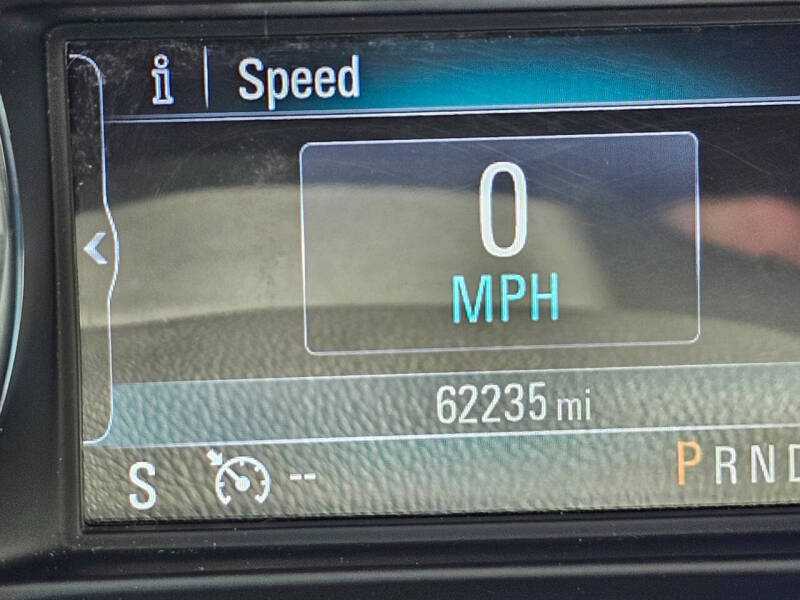 i Speed
0
MPH
62235 mi
S -- P R N D